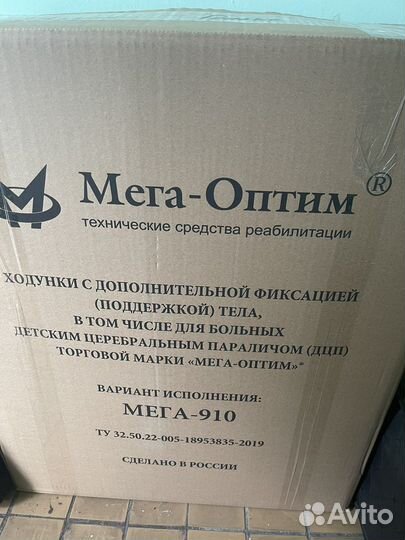 Мега-Оптим®
технические средства реабилитации
ХОДУНКИ С ДОПОЛНИТЕЛЬНОЙ ФИКСАЦИЕЙ
(ПОДДЕРЖКОЙ) ТЕЛА,
В ТОМ ЧИСЛЕ ДЛЯ БОЛЬНЫХ
ДЕТСКИМ ЦЕРЕБРАЛЬНЫМ ПАРАЛИЧОМ (ДЦП)
ТОРГОВОЙ МАРКИ «МЕГА-ОПТИМ»*
ВАРИАНТ ИСПОЛНЕНИЯ:
МЕГА-910
ТУ 32.50.22-005-18953835-2019
СДЕЛАНО В РОССИИ
Avito